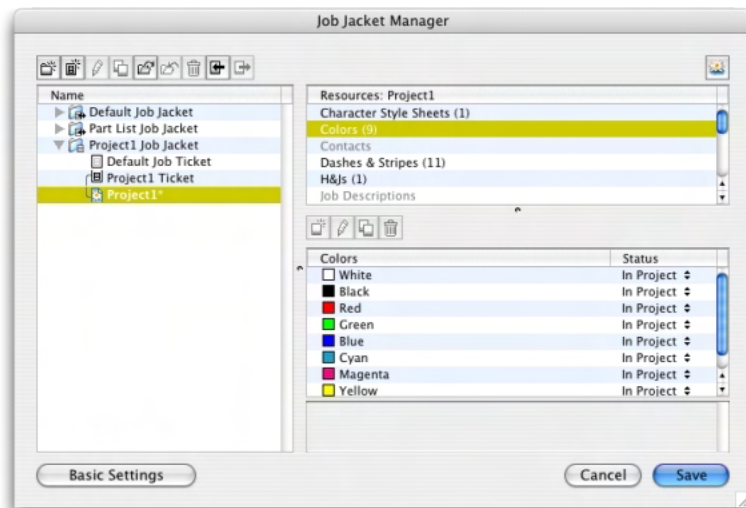 Job Jacket Manager
Name
Default Job Jacket
Part List Job Jacket
Project1 Job Jacket
Default Job Ticket
Project1 Ticket
Project1*
Resources: Project1
Character Style Sheets (1)
Colors (9)
Contacts
Dashes & Stripes (11)
H&Js (1)
Job Descriptions
Colors Status
White In Project
Black In Project
Red In Project
Green In Project
Blue In Project
Cyan In Project
Magenta In Project
Yellow In Project
Basic Settings Cancel Save